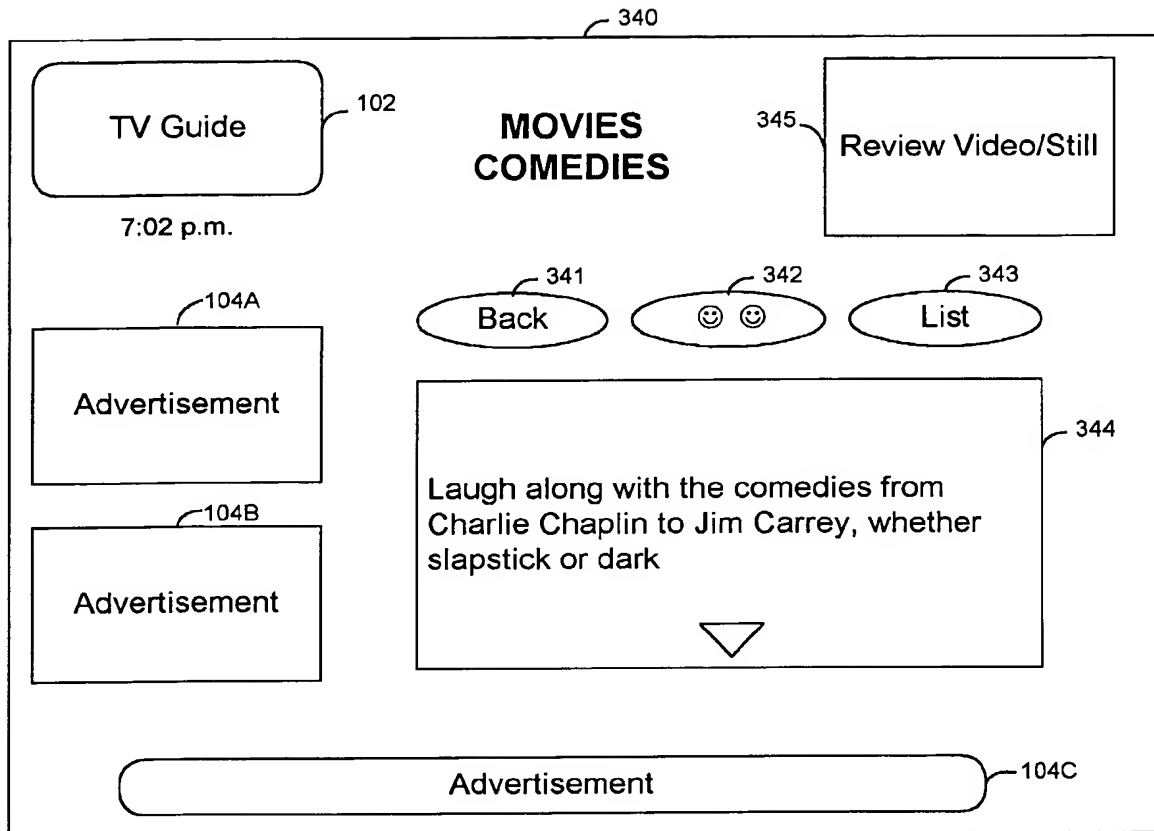 340
TV Guide
102
MOVIES
COMEDIES
345
Review Video/Still
7:02 p.m.
341
342
343
Back
☺ ☺
List
104A
Advertisement
344
Laugh along with the comedies from
Charlie Chaplin to Jim Carrey, whether
slapstick or dark
104B
Advertisement
Advertisement
104C